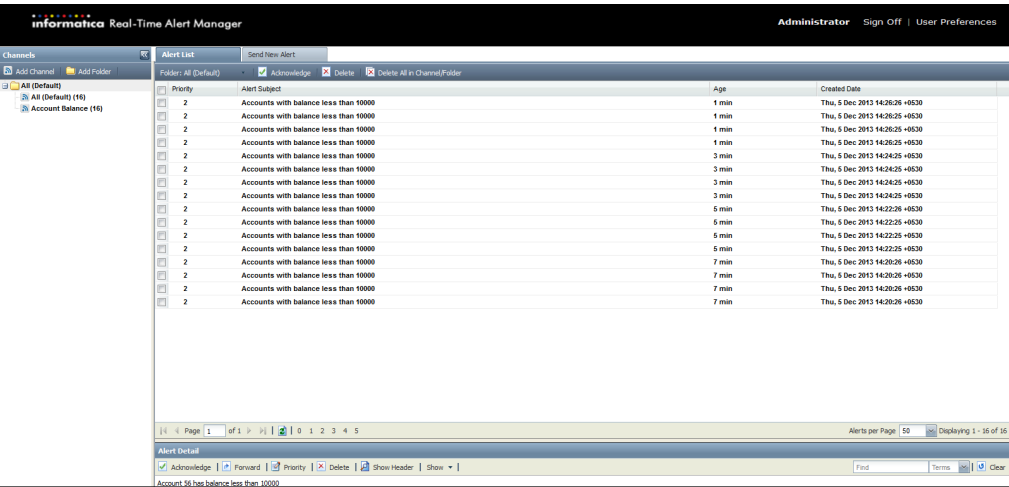 informatica Real-Time Alert Manager
Administrator Sign Off | User Preferences
Channels
Add Channel Add Folder
All (Default)
All (Default) (16)
Account Balance (16)
Alert List Send New Alert
Folder: All (Default) Acknowledge Delete Delete All in Channel/Folder
Priority Alert Subject Age Created Date
2 Accounts with balance less than 10000 1 min Thu, 5 Dec 2013 14:26:26 +0530
2 Accounts with balance less than 10000 1 min Thu, 5 Dec 2013 14:26:25 +0530
2 Accounts with balance less than 10000 1 min Thu, 5 Dec 2013 14:26:25 +0530
2 Accounts with balance less than 10000 1 min Thu, 5 Dec 2013 14:26:25 +0530
2 Accounts with balance less than 10000 3 min Thu, 5 Dec 2013 14:24:25 +0530
2 Accounts with balance less than 10000 3 min Thu, 5 Dec 2013 14:24:25 +0530
2 Accounts with balance less than 10000 3 min Thu, 5 Dec 2013 14:24:25 +0530
2 Accounts with balance less than 10000 3 min Thu, 5 Dec 2013 14:24:25 +0530
2 Accounts with balance less than 10000 5 min Thu, 5 Dec 2013 14:22:26 +0530
2 Accounts with balance less than 10000 5 min Thu, 5 Dec 2013 14:22:25 +0530
2 Accounts with balance less than 10000 5 min Thu, 5 Dec 2013 14:22:25 +0530
2 Accounts with balance less than 10000 5 min Thu, 5 Dec 2013 14:22:25 +0530
2 Accounts with balance less than 10000 7 min Thu, 5 Dec 2013 14:20:26 +0530
2 Accounts with balance less than 10000 7 min Thu, 5 Dec 2013 14:20:26 +0530
2 Accounts with balance less than 10000 7 min Thu, 5 Dec 2013 14:20:26 +0530
2 Accounts with balance less than 10000 7 min Thu, 5 Dec 2013 14:20:26 +0530
Page 1 of 1 | 0 1 2 3 4 5 Alerts per Page 50 Displaying 1 - 16 of 16
Alert Detail
Acknowledge | Forward | Priority | Delete | Show Header | Show | Find Terms | Clear
Account 56 has balance less than 10000